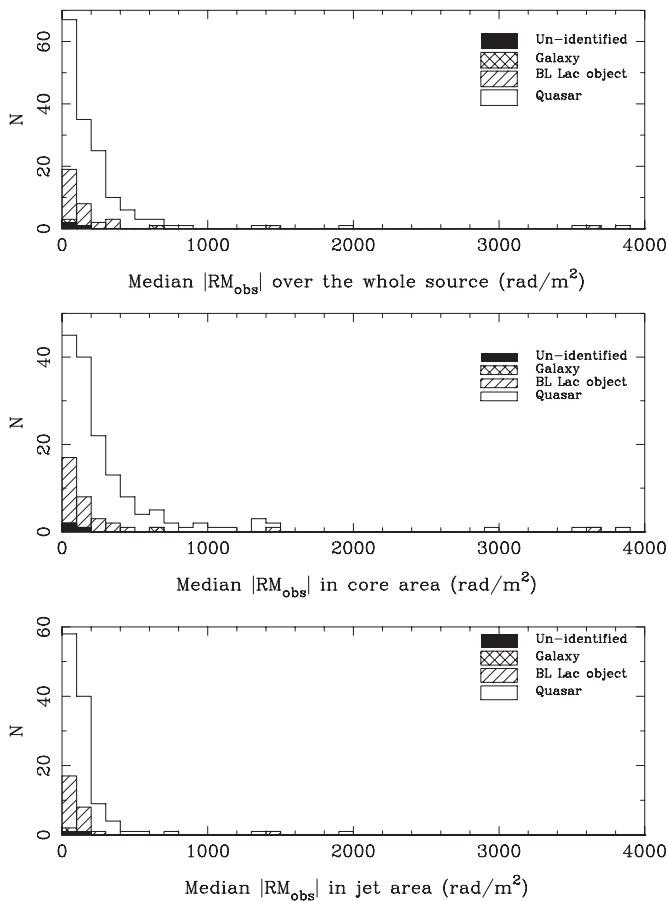 60
40
20
0
N
Un-identified
Galaxy
BL Lac object
Quasar
0 1000 2000 3000 4000
Median |RMobs| over the whole source (rad/m²)
40
20
0
N
Un-identified
Galaxy
BL Lac object
Quasar
0 1000 2000 3000 4000
Median |RMobs| in core area (rad/m²)
60
40
20
0
N
Un-identified
Galaxy
BL Lac object
Quasar
0 1000 2000 3000 4000
Median |RMobs| in jet area (rad/m²)